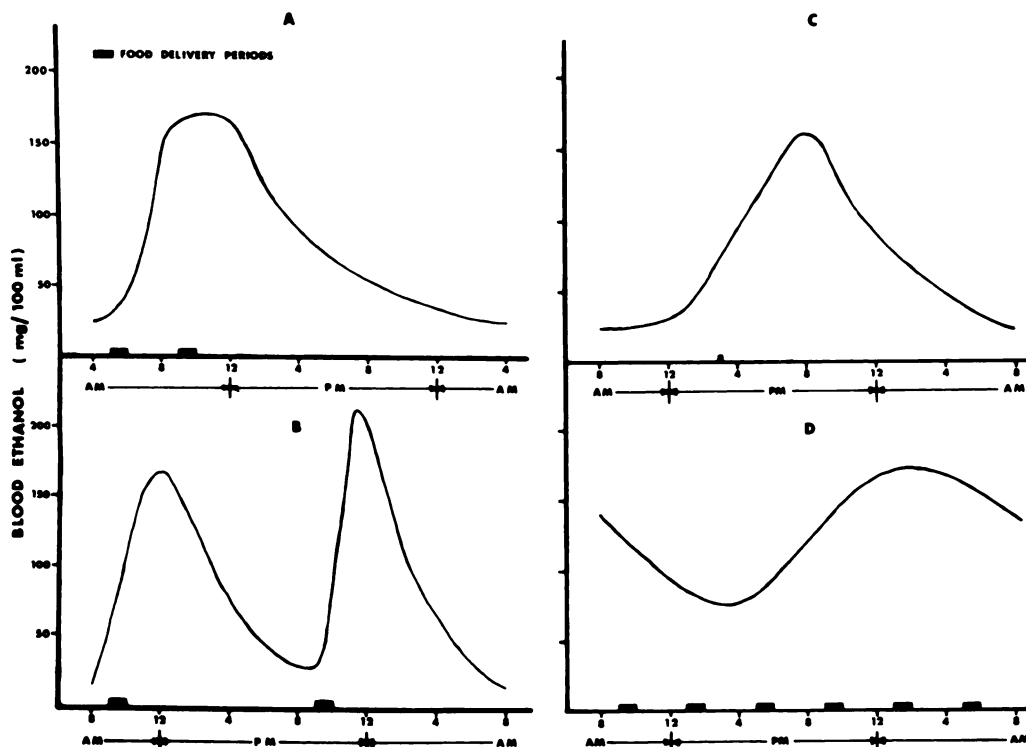 A
FOOD DELIVERY PERIODS
200
150
100
50
4 8 12 4 8 12 4
AM PM AM
C
8 12 4 8 12 4 8
AM PM AM
BLOOD ETHANOL ( mg/100 ml)
B
200
150
100
50
8 12 4 8 12 4 8
AM PM AM
D
8 12 4 8 12 4 8
AM PM AM